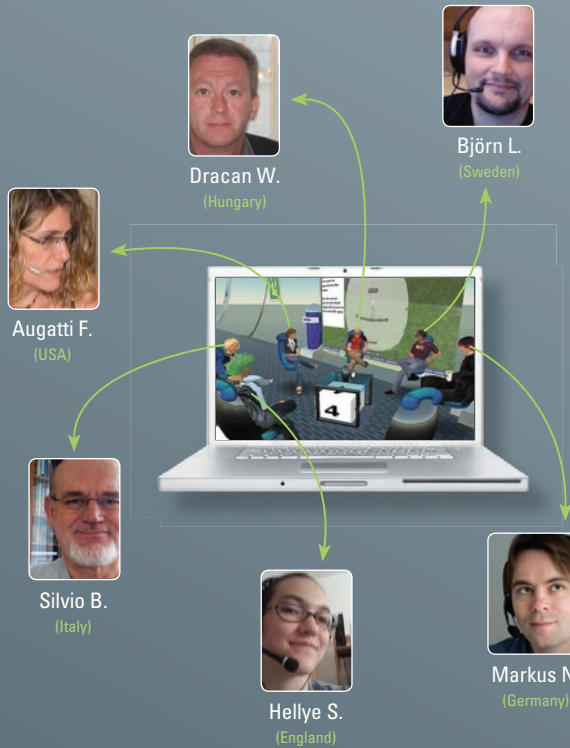 Björn L.
(Sweden)
Dracan W.
(Hungary)
Augatti F.
(USA)
4
Silvio B.
(Italy)
Hellye S.
(England)
Markus N
(Germany)